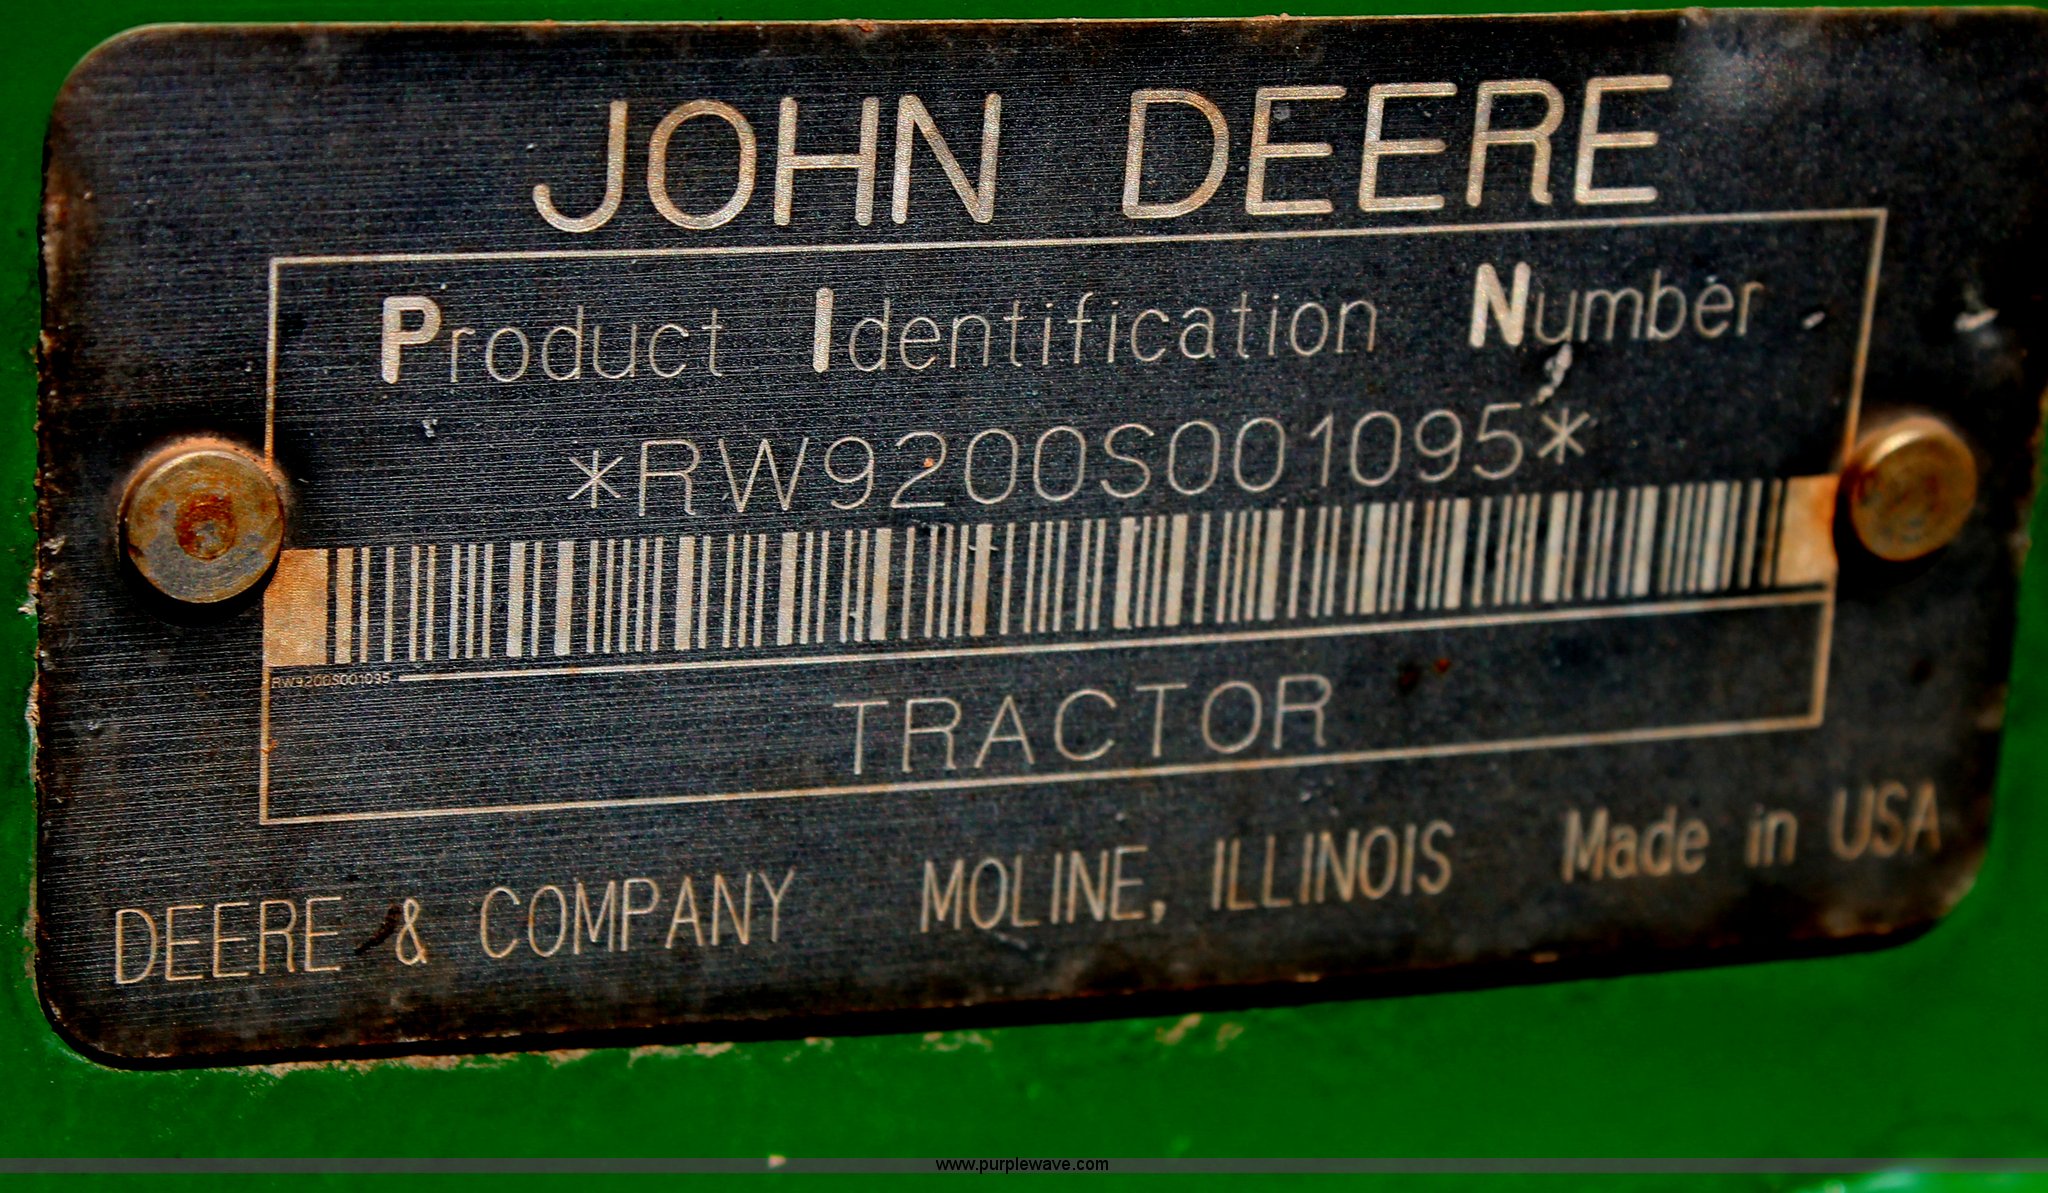 JOHN DEERE
Product Identification Number
*RW9200S001095*
RW9200S001095
TRACTOR
DEERE & COMPANY MOLINE, ILLINOIS Made in USA
www.purplewave.com